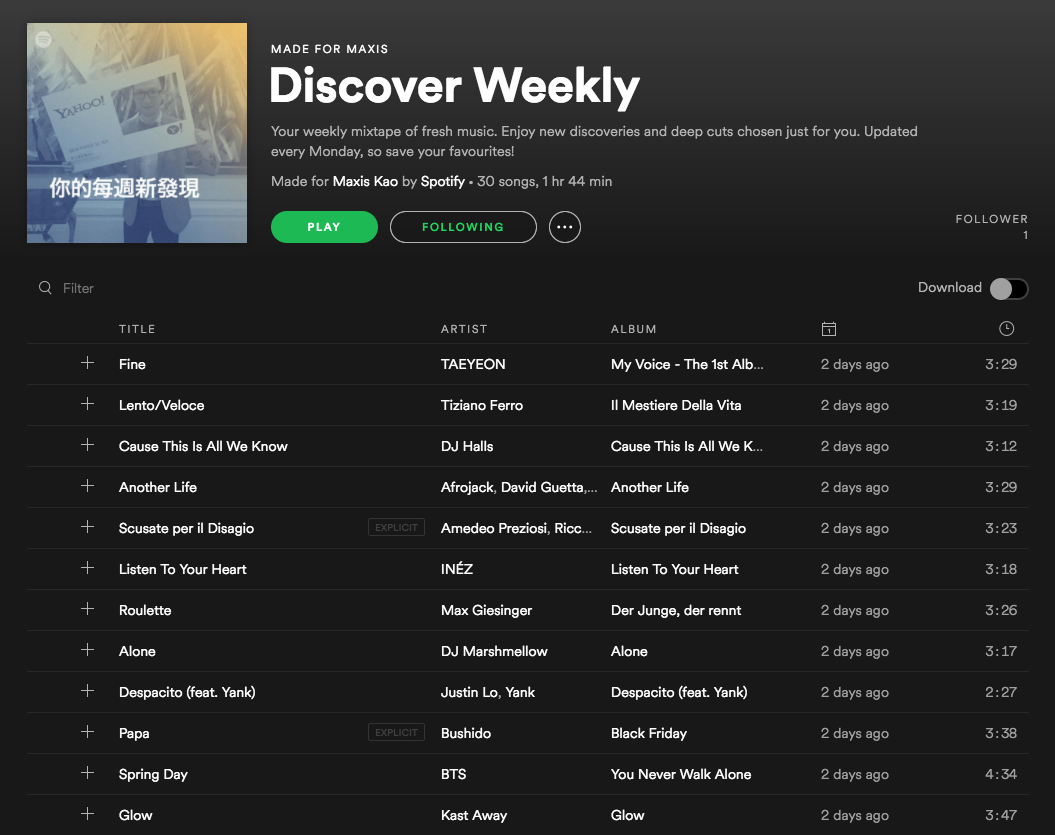 YAHOO!
Y!
你的每週新發現
MADE FOR MAXIS
Discover Weekly
Your weekly mixtape of fresh music. Enjoy new discoveries and deep cuts chosen just for you. Updated
every Monday, so save your favourites!
Made for Maxis Kao by Spotify • 30 songs, 1 hr 44 min
PLAY FOLLOWING
FOLLOWER
1
Filter Download
TITLE ARTIST ALBUM
Fine TAEYEON My Voice - The 1st Alb... 2 days ago 3:29
Lento/Veloce Tiziano Ferro Il Mestiere Della Vita 2 days ago 3:19
Cause This Is All We Know DJ Halls Cause This Is All We K... 2 days ago 3:12
Another Life Afrojack, David Guetta,... Another Life 2 days ago 3:29
Scusate per il Disagio EXPLICIT Amedeo Preziosi, Ricc... Scusate per il Disagio 2 days ago 3:23
Listen To Your Heart INÉZ Listen To Your Heart 2 days ago 3:18
Roulette Max Giesinger Der Junge, der rennt 2 days ago 3:26
Alone DJ Marshmellow Alone 2 days ago 3:17
Despacito (feat. Yank) Justin Lo, Yank Despacito (feat. Yank) 2 days ago 2:27
Papa EXPLICIT Bushido Black Friday 2 days ago 3:38
Spring Day BTS You Never Walk Alone 2 days ago 4:34
Glow Kast Away Glow 2 days ago 3:47